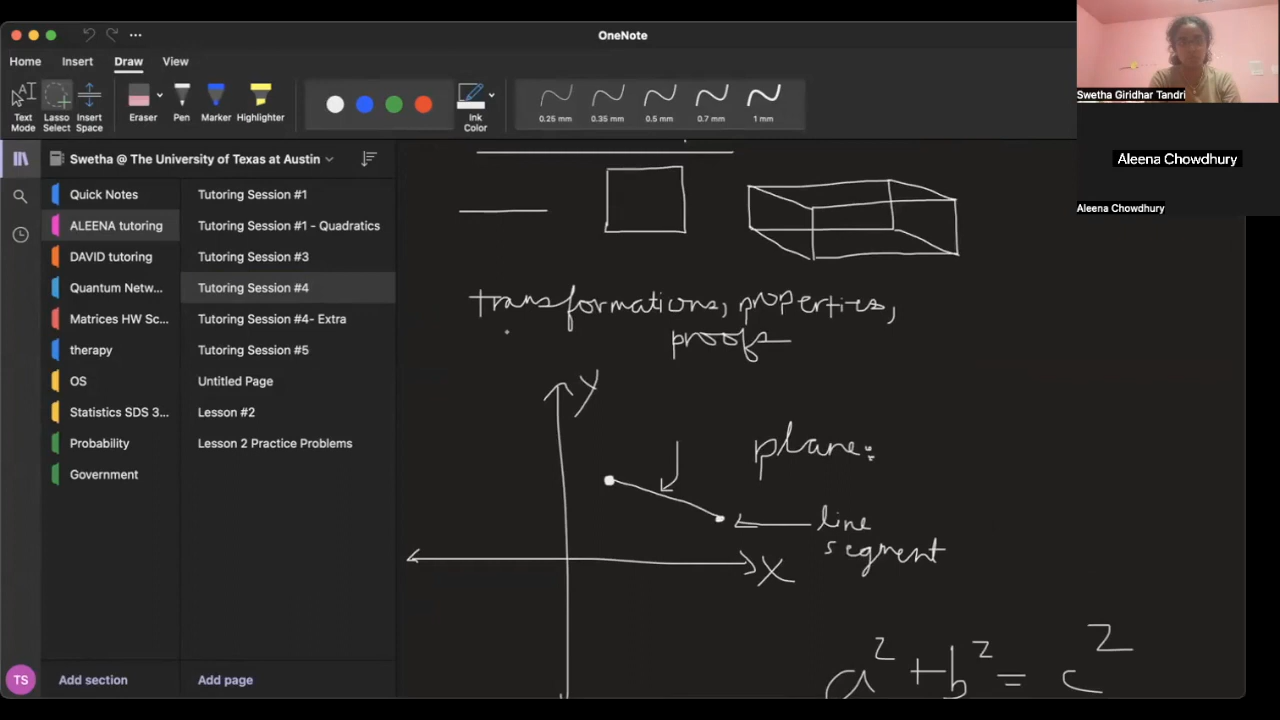 OneNote
Home Insert Draw View
Text Mode Lasso Select Insert Space Eraser Pen Marker Highlighter Ink Color 0.25 mm 0.35 mm 0.5 mm 0.7 mm 1 mm
Swetha Giridhar Tandri
Aleena Chowdhury
Aleena Chowdhury
Swetha @ The University of Texas at Austin
Quick Notes
ALEENA tutoring
DAVID tutoring
Quantum Netw...
Matrices HW Sc...
therapy
OS
Statistics SDS 3...
Probability
Government
Tutoring Session #1
Tutoring Session #1 - Quadratics
Tutoring Session #3
Tutoring Session #4
Tutoring Session #4- Extra
Tutoring Session #5
Untitled Page
Lesson #2
Lesson 2 Practice Problems
transformations, properties,
proofs
y
plane:
line
segment
x
a² + b² = c²
TS Add section Add page